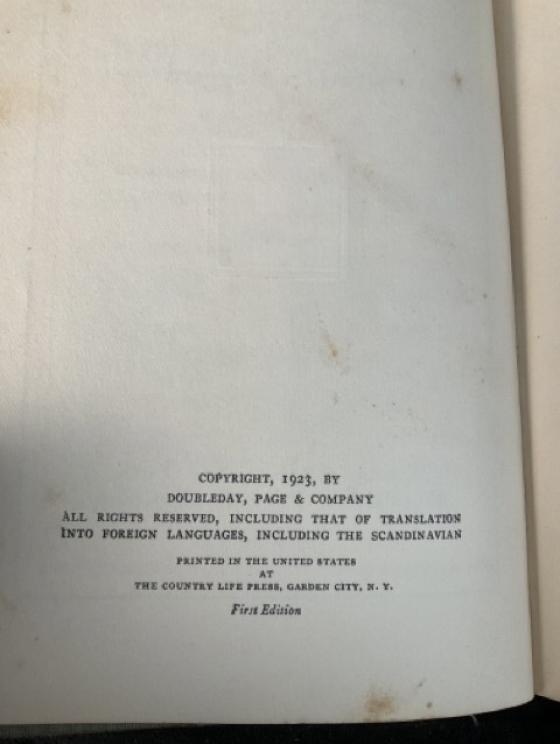 COPYRIGHT, 1923, BY
DOUBLEDAY, PAGE & COMPANY
ALL RIGHTS RESERVED, INCLUDING THAT OF TRANSLATION
INTO FOREIGN LANGUAGES, INCLUDING THE SCANDINAVIAN
PRINTED IN THE UNITED STATES
AT
THE COUNTRY LIFE PRESS, GARDEN CITY, N. Y.
First Edition